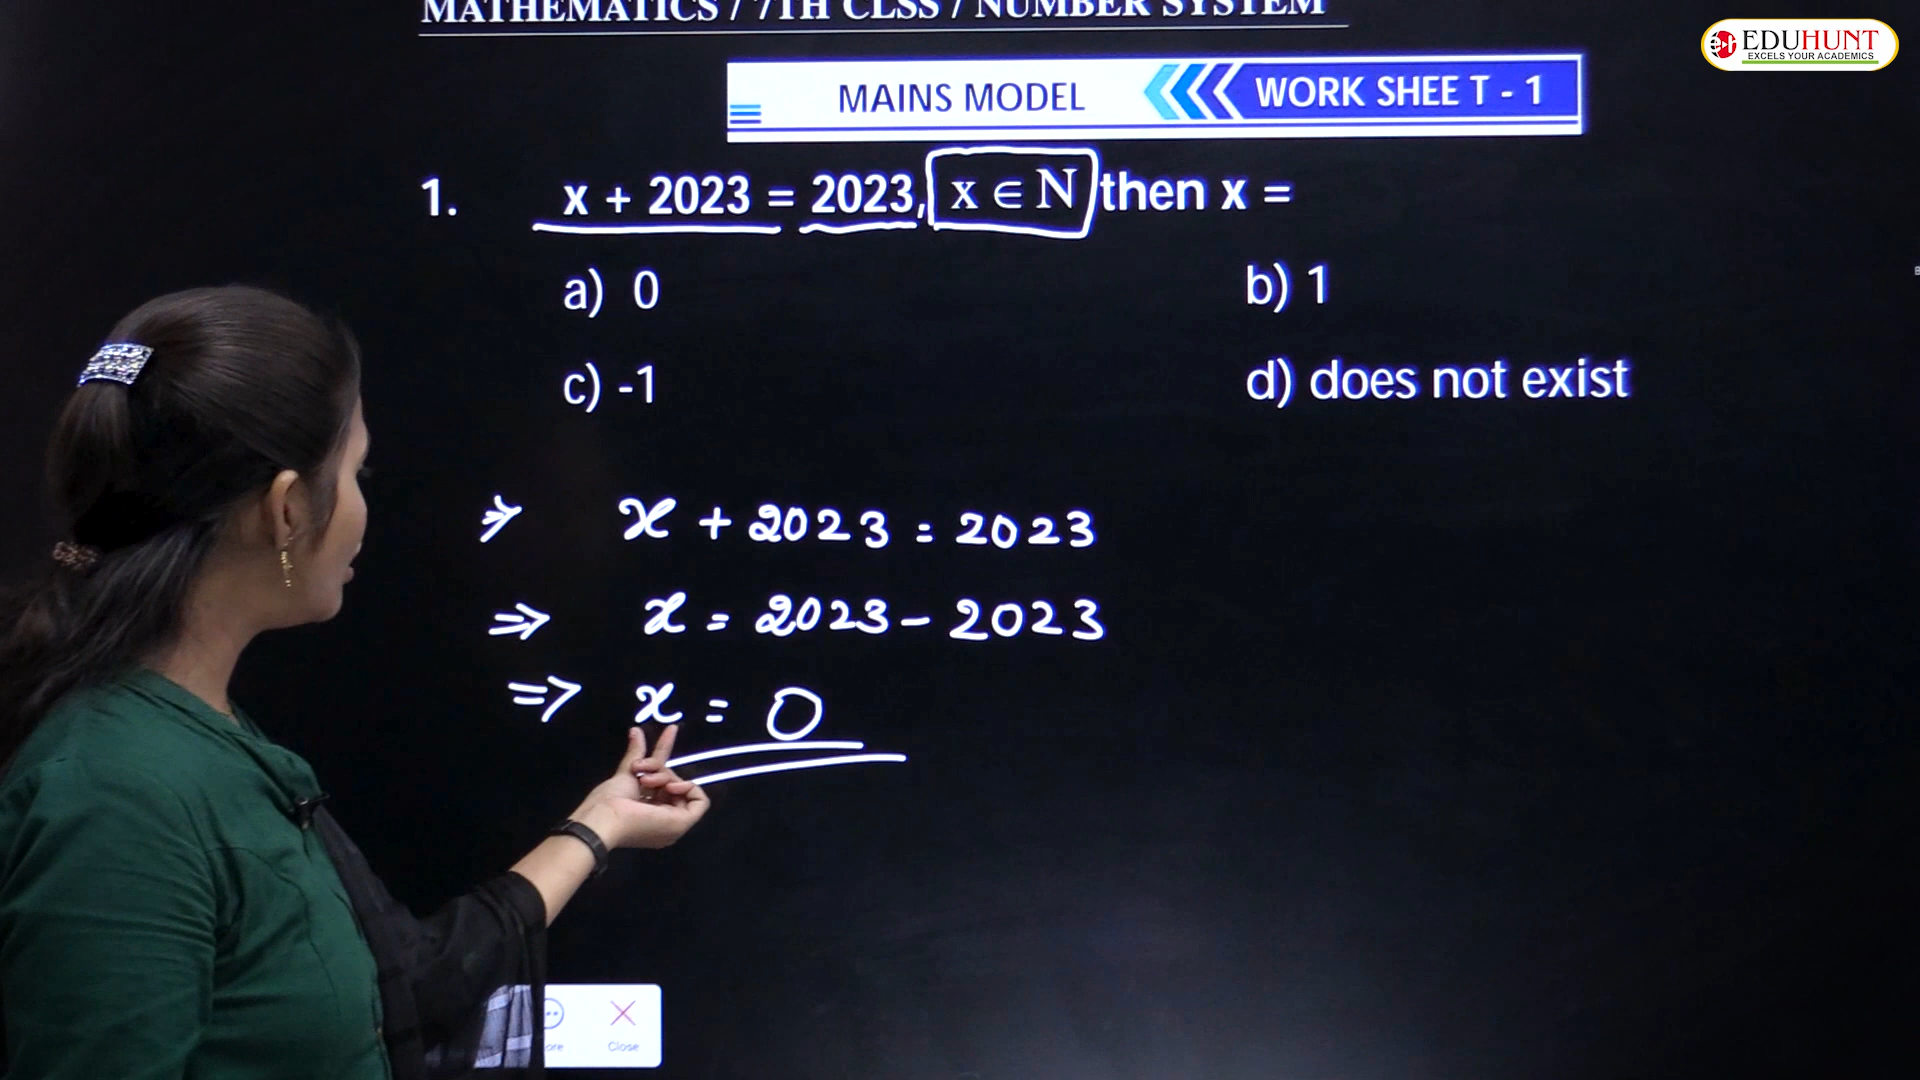 MATHEMATICS / 7TH CLSS / NUMBER SYSTEM
EDUHUNT
EXCELS YOUR ACADEMICS
MAINS MODEL
WORK SHEE T - 1
1. x + 2023 = 2023, x ∈ N then x =
a) 0
b) 1
c) -1
d) does not exist
⇒ x + 2023 = 2023
⇒ x = 2023 - 2023
⇒ x = 0
ore
Close